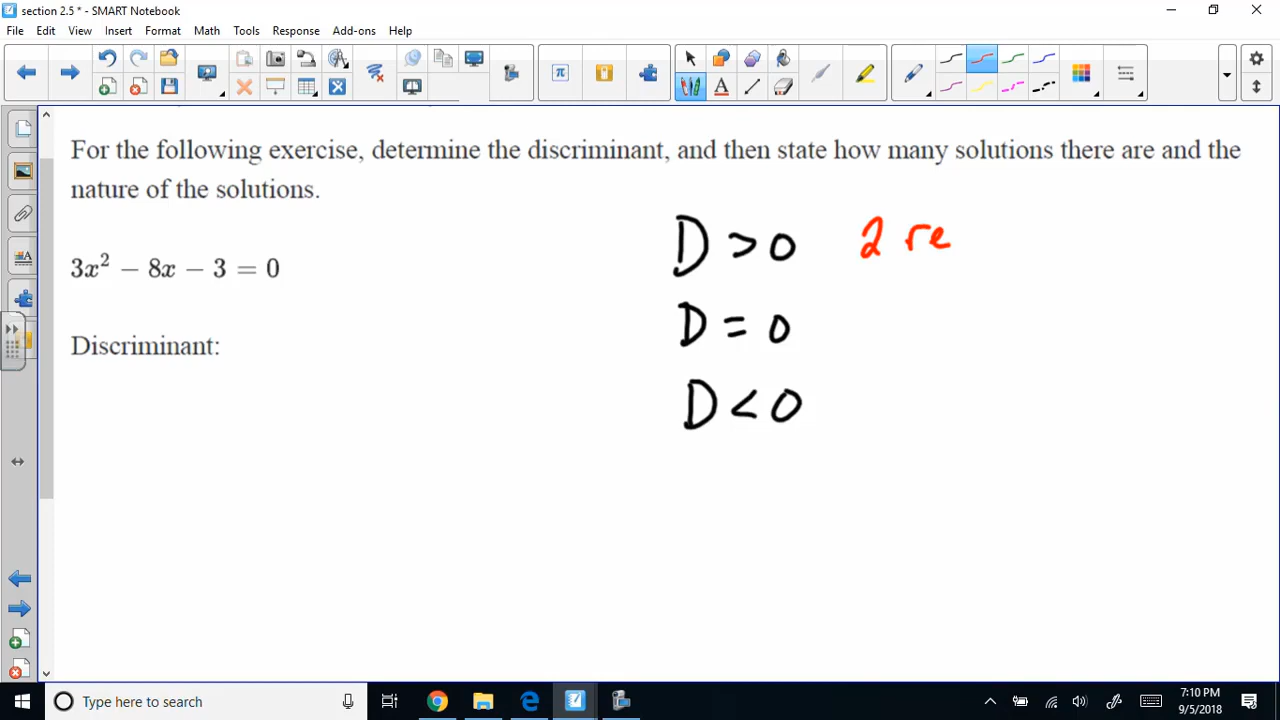 section 2.5 * - SMART Notebook
File Edit View Insert Format Math Tools Response Add-ons Help
For the following exercise, determine the discriminant, and then state how many solutions there are and the
nature of the solutions.
D > 0 2 re
3x² − 8x − 3 = 0
D = 0
Discriminant:
D < 0
Type here to search
7:10 PM
9/5/2018